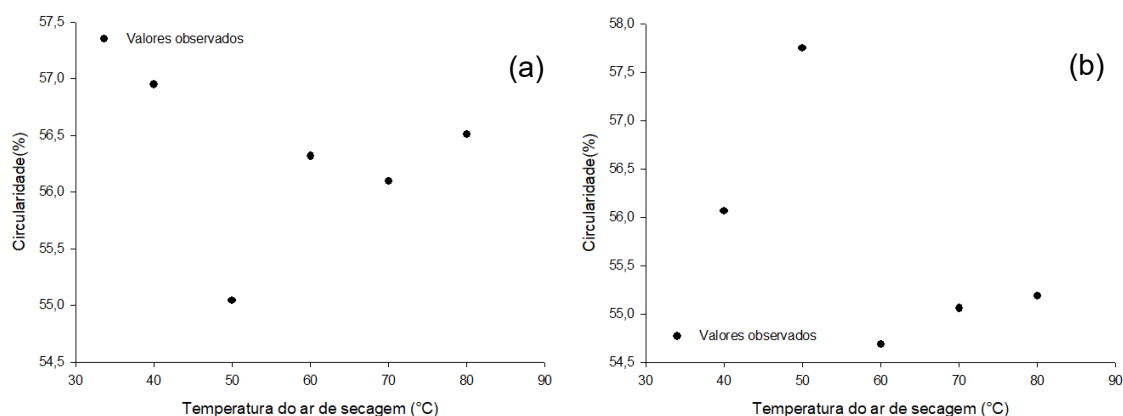 57,5
57,0
56,5
56,0
55,5
55,0
54,5
Circularidade(%)
Valores observados
(a)
30 40 50 60 70 80 90
Temperatura do ar de secagem (°C)
58,0
57,5
57,0
56,5
56,0
55,5
55,0
54,5
Circularidade(%)
(b)
Valores observados
30 40 50 60 70 80 90
Temperatura do ar de secagem (°C)